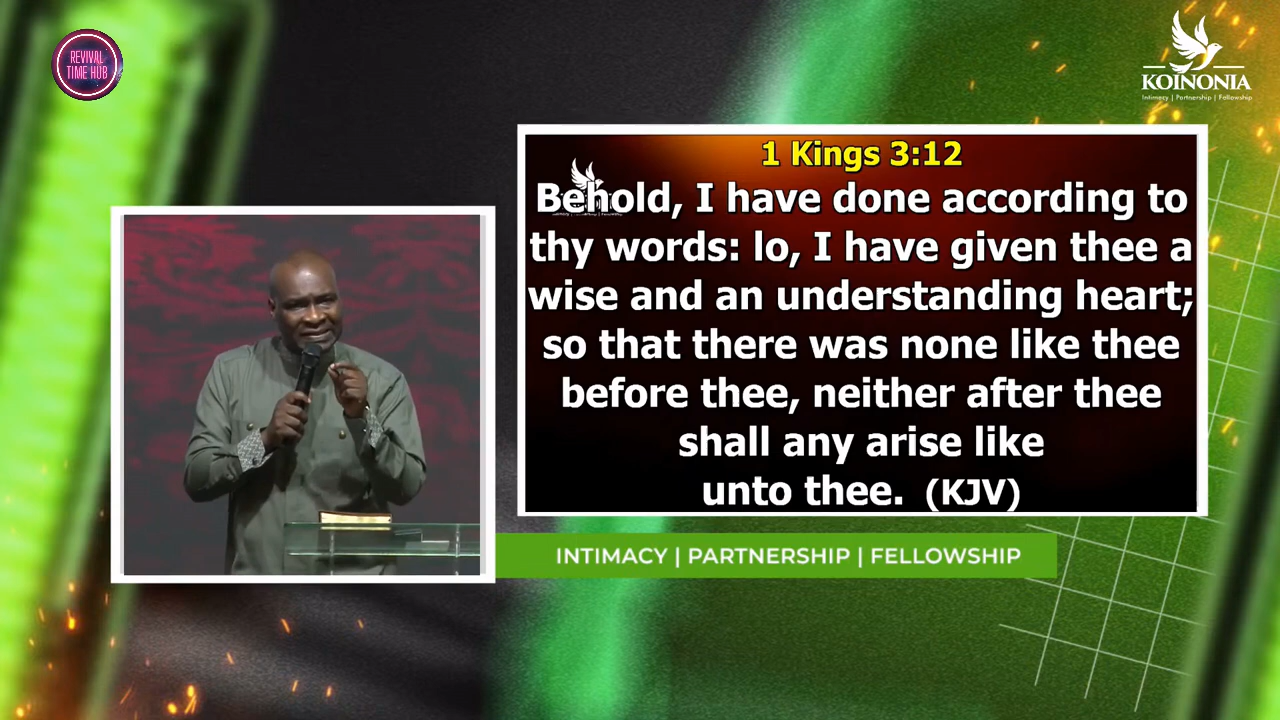 REVIVAL
TIME HUB
KOINONIA
Intimacy | Partnership | Fellowship
1 Kings 3:12
Behold, I have done according to
thy words: lo, I have given thee a
wise and an understanding heart;
so that there was none like thee
before thee, neither after thee
shall any arise like
unto thee. (KJV)
INTIMACY | PARTNERSHIP | FELLOWSHIP